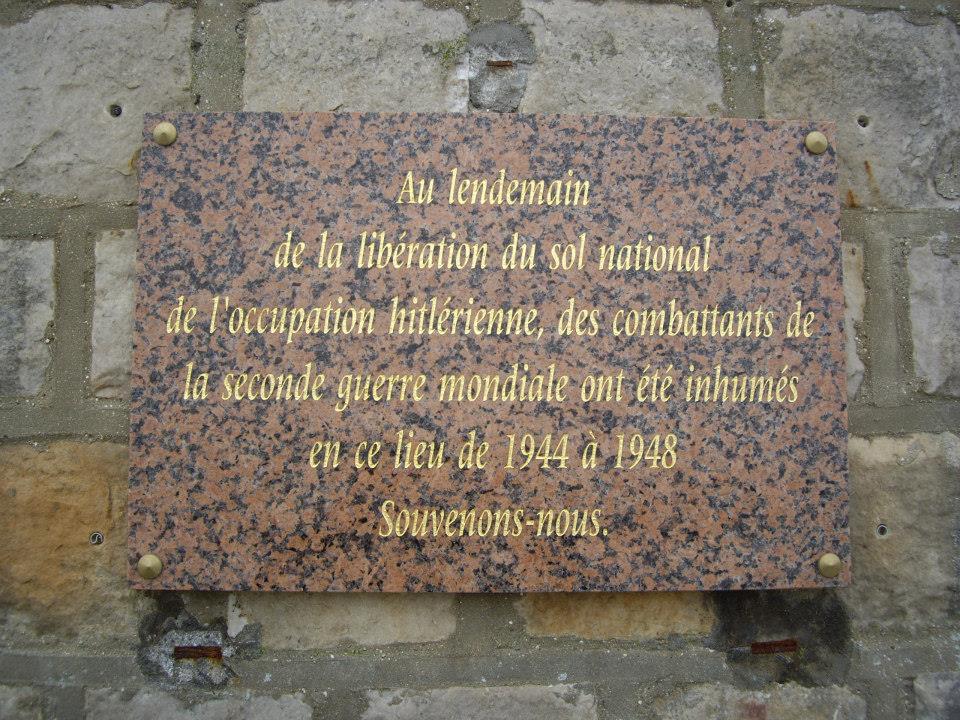 Au lendemain
de la libération du sol national
de l'occupation hitlérienne, des combattants de
la seconde guerre mondiale ont été inhumés
en ce lieu de 1944 à 1948
Souvenons-nous.